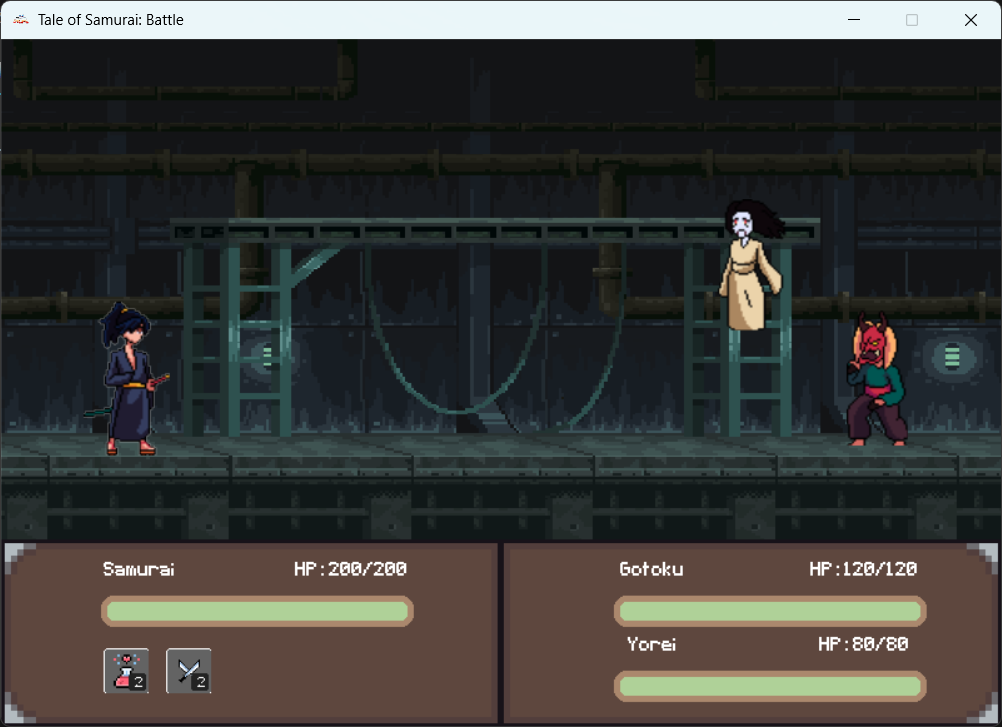 Tale of Samurai: Battle
Samurai HP:200/200
2 2
Gotoku HP:120/120
Yorei HP:80/80